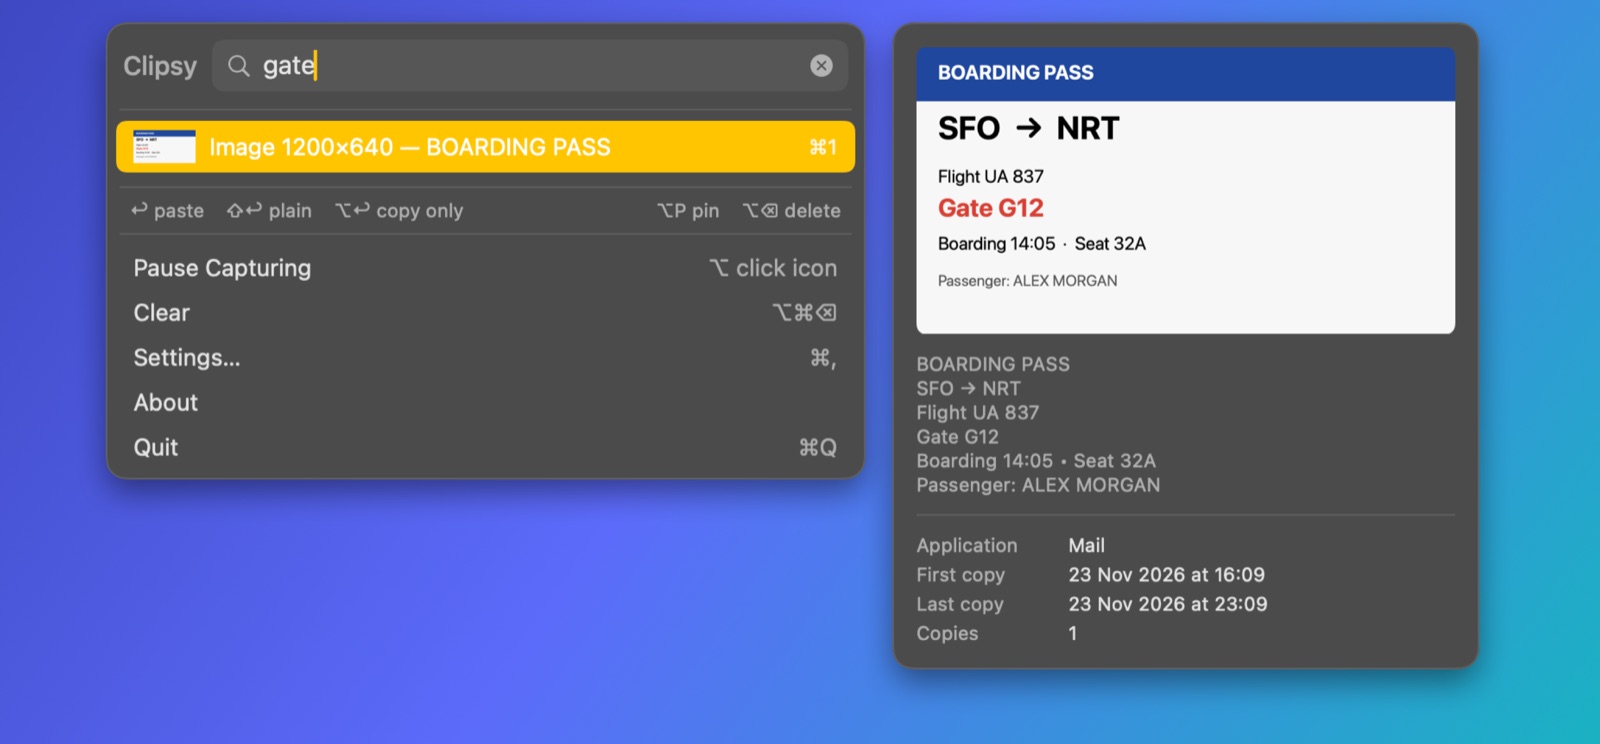 Clipsy gate
Image 1200×640 — BOARDING PASS ⌘1
↩ paste ⇧↩ plain ⌥↩ copy only ⌥P pin ⌥⌫ delete
Pause Capturing ⌥ click icon
Clear ⌥⌘⌫
Settings... ⌘,
About
Quit ⌘Q
BOARDING PASS
SFO → NRT
Flight UA 837
Gate G12
Boarding 14:05 · Seat 32A
Passenger: ALEX MORGAN
BOARDING PASS
SFO → NRT
Flight UA 837
Gate G12
Boarding 14:05 • Seat 32A
Passenger: ALEX MORGAN
Application Mail
First copy 23 Nov 2026 at 16:09
Last copy 23 Nov 2026 at 23:09
Copies 1